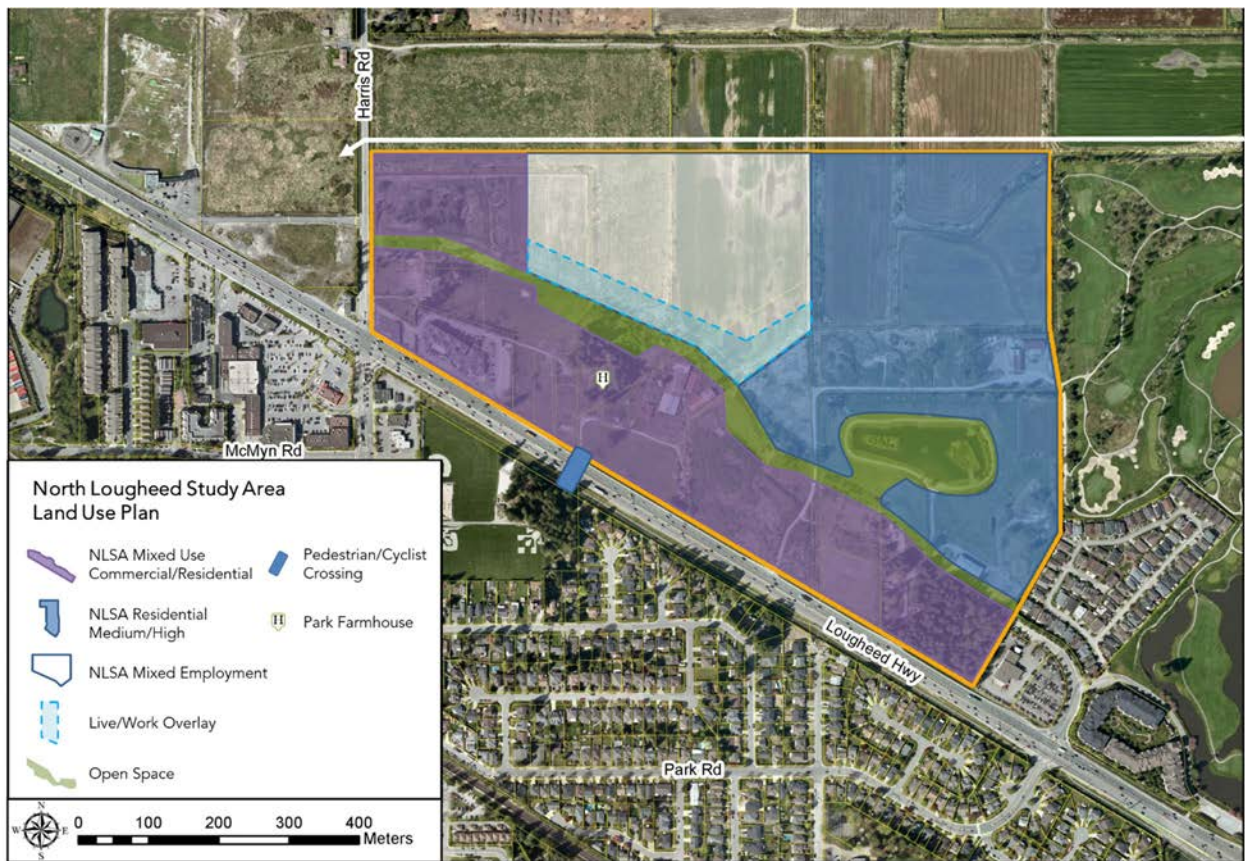 Harris Rd
McMyn Rd
North Lougheed Study Area
Land Use Plan
NLSA Mixed Use
Commercial/Residential
Pedestrian/Cyclist
Crossing
NLSA Residential
Medium/High
H Park Farmhouse
NLSA Mixed Employment
Live/Work Overlay
Open Space
H
Lougheed Hwy
Park Rd
N
W E
S
0 100 200 300 400
Meters